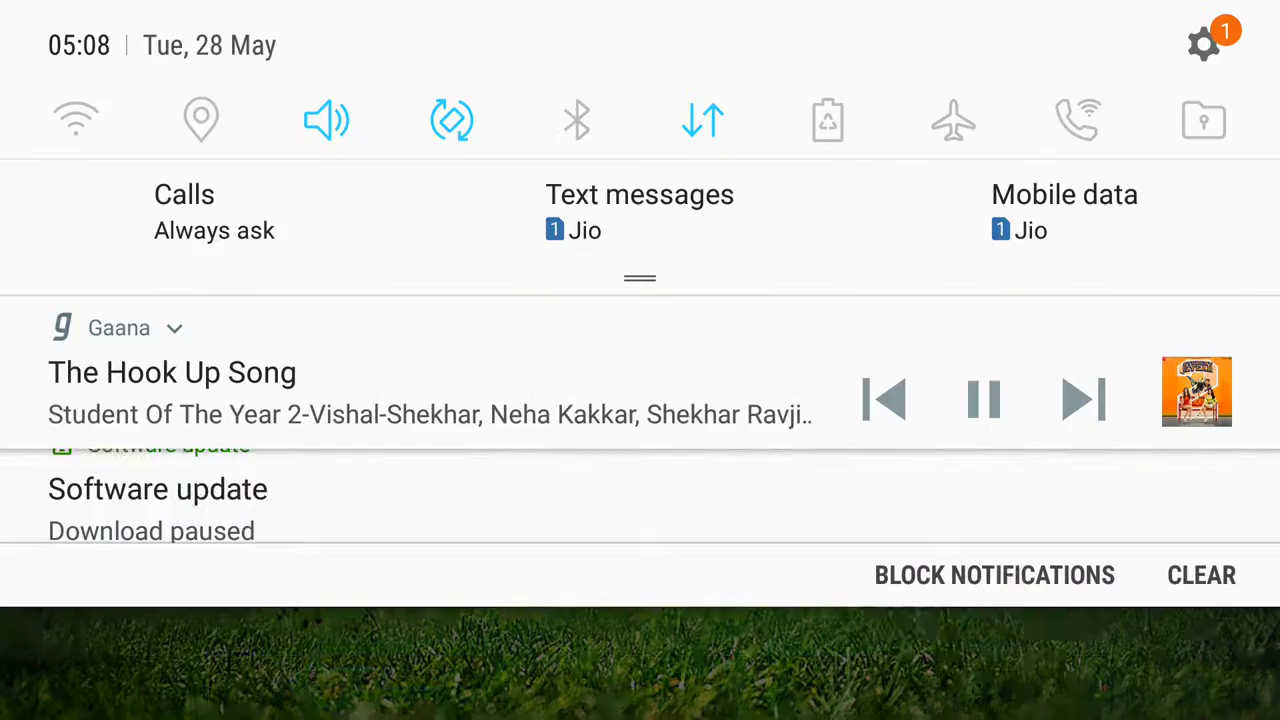 05:08 | Tue, 28 May
1
Calls
Always ask
Text messages
1 Jio
Mobile data
1 Jio
g Gaana
The Hook Up Song
Student Of The Year 2-Vishal-Shekhar, Neha Kakkar, Shekhar Ravji..
Software update
Software update
Download paused
BLOCK NOTIFICATIONS
CLEAR